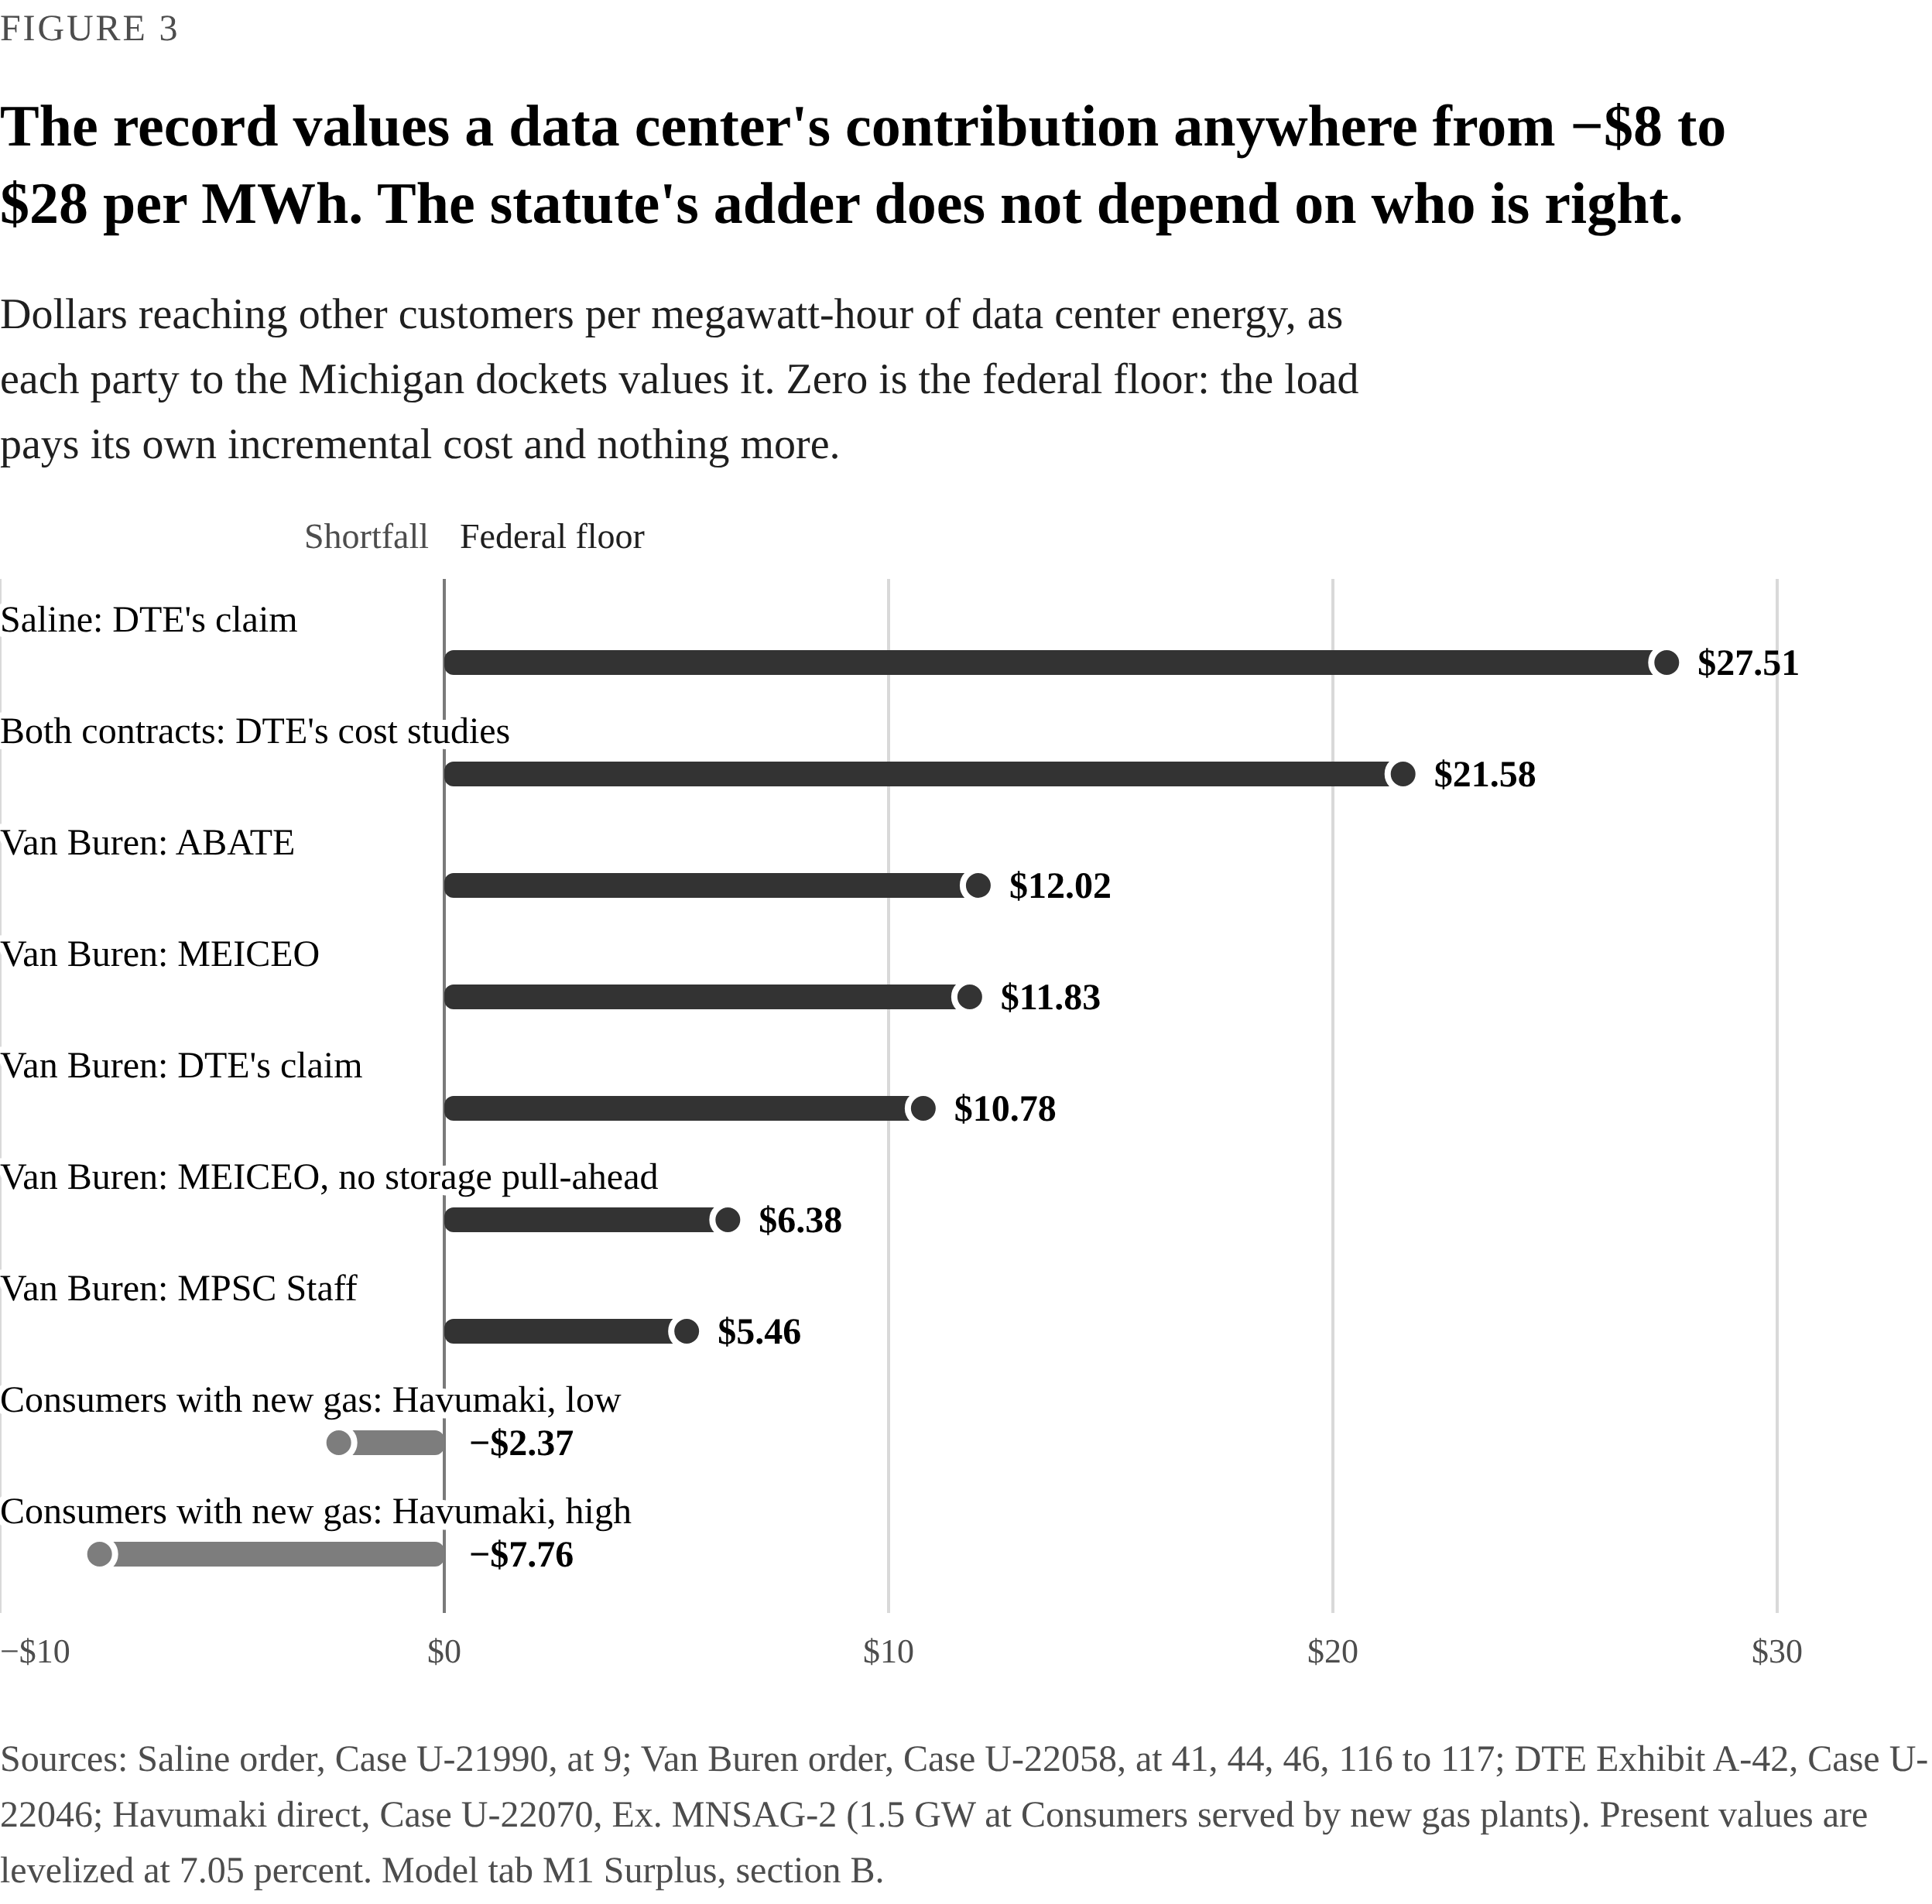 FIGURE 3
The record values a data center's contribution anywhere from −$8 to
$28 per MWh. The statute's adder does not depend on who is right.
Dollars reaching other customers per megawatt-hour of data center energy, as
each party to the Michigan dockets values it. Zero is the federal floor: the load
pays its own incremental cost and nothing more.
Shortfall Federal floor
Saline: DTE's claim
$27.51
Both contracts: DTE's cost studies
$21.58
Van Buren: ABATE
$12.02
Van Buren: MEICEO
$11.83
Van Buren: DTE's claim
$10.78
Van Buren: MEICEO, no storage pull-ahead
$6.38
Van Buren: MPSC Staff
$5.46
Consumers with new gas: Havumaki, low
−$2.37
Consumers with new gas: Havumaki, high
−$7.76
−$10 $0 $10 $20 $30
Sources: Saline order, Case U-21990, at 9; Van Buren order, Case U-22058, at 41, 44, 46, 116 to 117; DTE Exhibit A-42, Case U-
22046; Havumaki direct, Case U-22070, Ex. MNSAG-2 (1.5 GW at Consumers served by new gas plants). Present values are
levelized at 7.05 percent. Model tab M1 Surplus, section B.